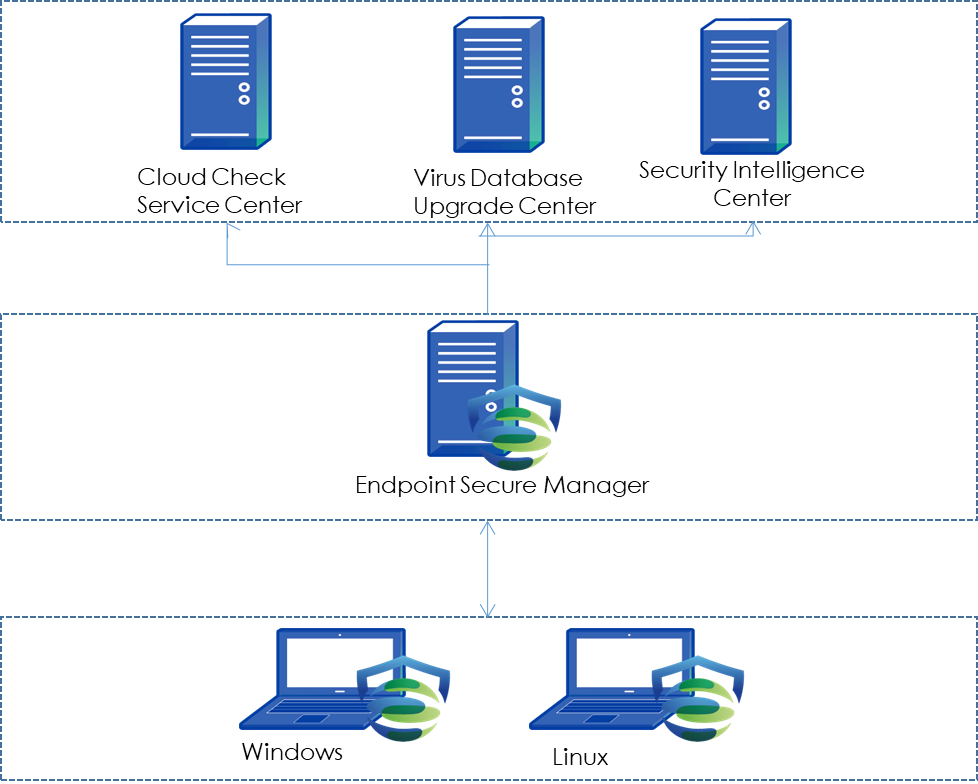 Cloud Check
Service Center
Virus Database
Upgrade Center
Security Intelligence
Center
Endpoint Secure Manager
Windows
Linux